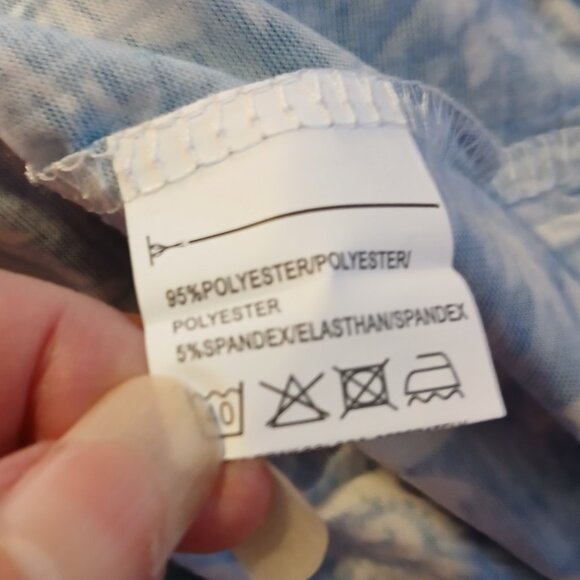 95%POLYESTER/POLYESTER/
POLYESTER
5%SPANDEX/ELASTHAN/SPANDEX
40